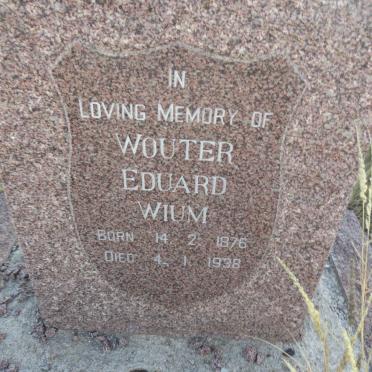 IN
LOVING MEMORY OF
WOUTER
EDUARD
WIUM
BORN 14. 2. 1876
DIED 4. 1. 1938